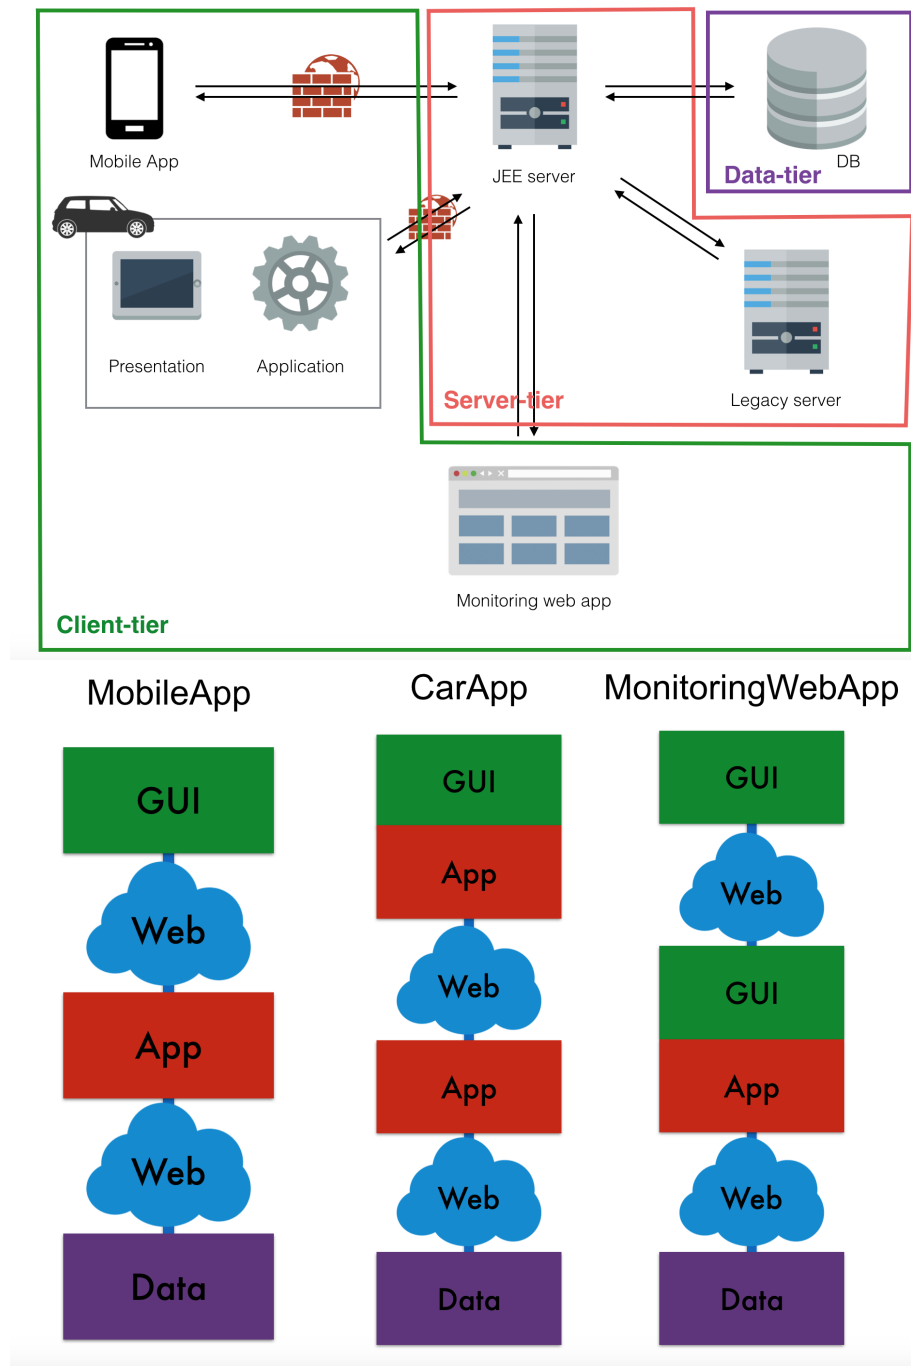 Mobile App
JEE server
DB
Data-tier
Presentation
Application
Server-tier
Legacy server
Monitoring web app
Client-tier
MobileApp
GUI
Web
App
Web
Data
CarApp
GUI
App
Web
App
Web
Data
MonitoringWebApp
GUI
Web
GUI
App
Web
Data